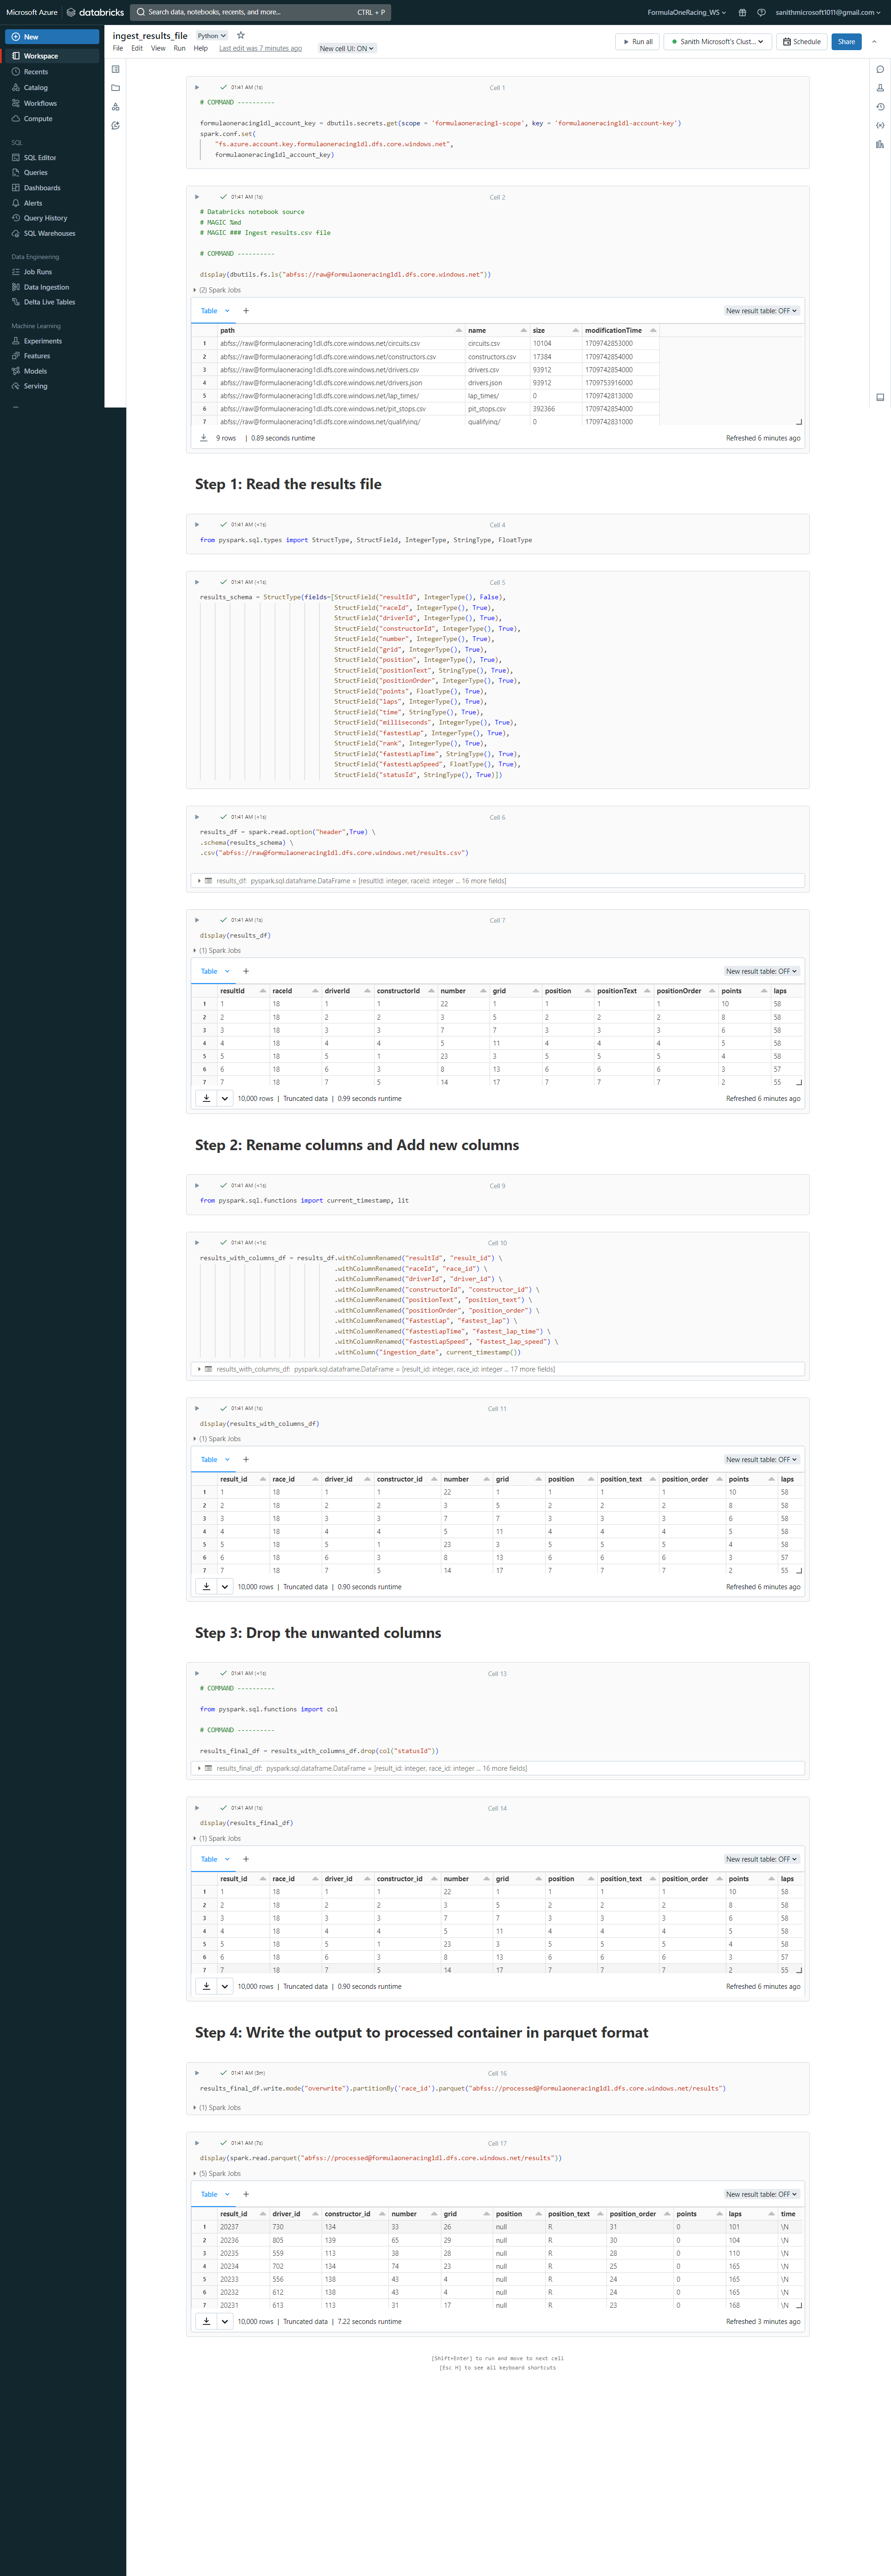 Microsoft Azure databricks Search data, notebooks, recents, and more... CTRL + P FormulaOneRacing_WS sanithmicrosoft1011@gmail.com
New
Workspace
Recents
Catalog
Workflows
Compute
SQL
SQL Editor
Queries
Dashboards
Alerts
Query History
SQL Warehouses
Data Engineering
Job Runs
Data Ingestion
Delta Live Tables
Machine Learning
Experiments
Features
Models
Serving
ingest_results_file Python
File Edit View Run Help Last edit was 7 minutes ago New cell UI: ON
Run all Sanith Microsoft's Clust... Schedule Share
01:41 AM (1s) Cell 1
# COMMAND ----------
formulaoneracing1dl_account_key = dbutils.secrets.get(scope = 'formulaoneracing1-scope', key = 'formulaoneracing1dl-account-key')
spark.conf.set(
"fs.azure.account.key.formulaoneracing1dl.dfs.core.windows.net",
formulaoneracing1dl_account_key)
01:41 AM (1s) Cell 2
# Databricks notebook source
# MAGIC %md
# MAGIC ### Ingest results.csv file
# COMMAND ----------
display(dbutils.fs.ls("abfss://raw@formulaoneracing1dl.dfs.core.windows.net"))
(2) Spark Jobs
Table + New result table: OFF
path name size modificationTime
1 abfss://raw@formulaoneracing1dl.dfs.core.windows.net/circuits.csv circuits.csv 10104 1709742853000
2 abfss://raw@formulaoneracing1dl.dfs.core.windows.net/constructors.csv constructors.csv 17384 1709742854000
3 abfss://raw@formulaoneracing1dl.dfs.core.windows.net/drivers.csv drivers.csv 93912 1709742854000
4 abfss://raw@formulaoneracing1dl.dfs.core.windows.net/drivers.json drivers.json 93912 1709753916000
5 abfss://raw@formulaoneracing1dl.dfs.core.windows.net/lap_times/ lap_times/ 0 1709742813000
6 abfss://raw@formulaoneracing1dl.dfs.core.windows.net/pit_stops.csv pit_stops.csv 392366 1709742854000
7 abfss://raw@formulaoneracing1dl.dfs.core.windows.net/qualifying/ qualifying/ 0 1709742831000
9 rows | 0.89 seconds runtime Refreshed 6 minutes ago
Step 1: Read the results file
01:41 AM (<1s) Cell 4
from pyspark.sql.types import StructType, StructField, IntegerType, StringType, FloatType
01:41 AM (<1s) Cell 5
results_schema = StructType(fields=[StructField("resultId", IntegerType(), False),
StructField("raceId", IntegerType(), True),
StructField("driverId", IntegerType(), True),
StructField("constructorId", IntegerType(), True),
StructField("number", IntegerType(), True),
StructField("grid", IntegerType(), True),
StructField("position", IntegerType(), True),
StructField("positionText", StringType(), True),
StructField("positionOrder", IntegerType(), True),
StructField("points", FloatType(), True),
StructField("laps", IntegerType(), True),
StructField("time", StringType(), True),
StructField("milliseconds", IntegerType(), True),
StructField("fastestLap", IntegerType(), True),
StructField("rank", IntegerType(), True),
StructField("fastestLapTime", StringType(), True),
StructField("fastestLapSpeed", FloatType(), True),
StructField("statusId", StringType(), True)])
01:41 AM (<1s) Cell 6
results_df = spark.read.option("header",True) \
.schema(results_schema) \
.csv("abfss://raw@formulaoneracing1dl.dfs.core.windows.net/results.csv")
results_df: pyspark.sql.dataframe.DataFrame = [resultId: integer, raceId: integer ... 16 more fields]
01:41 AM (1s) Cell 7
display(results_df)
(1) Spark Jobs
Table + New result table: OFF
resultId raceId driverId constructorId number grid position positionText positionOrder points laps
1 1 18 1 1 22 1 1 1 1 10 58
2 2 18 2 2 3 5 2 2 2 8 58
3 3 18 3 3 7 7 3 3 3 6 58
4 4 18 4 4 5 11 4 4 4 5 58
5 5 18 5 1 23 3 5 5 5 4 58
6 6 18 6 3 8 13 6 6 6 3 57
7 7 18 7 5 14 17 7 7 7 2 55
10,000 rows | Truncated data | 0.99 seconds runtime Refreshed 6 minutes ago
Step 2: Rename columns and Add new columns
01:41 AM (<1s) Cell 9
from pyspark.sql.functions import current_timestamp, lit
01:41 AM (<1s) Cell 10
results_with_columns_df = results_df.withColumnRenamed("resultId", "result_id") \
.withColumnRenamed("raceId", "race_id") \
.withColumnRenamed("driverId", "driver_id") \
.withColumnRenamed("constructorId", "constructor_id") \
.withColumnRenamed("positionText", "position_text") \
.withColumnRenamed("positionOrder", "position_order") \
.withColumnRenamed("fastestLap", "fastest_lap") \
.withColumnRenamed("fastestLapTime", "fastest_lap_time") \
.withColumnRenamed("fastestLapSpeed", "fastest_lap_speed") \
.withColumn("ingestion_date", current_timestamp())
results_with_columns_df: pyspark.sql.dataframe.DataFrame = [result_id: integer, race_id: integer ... 17 more fields]
01:41 AM (1s) Cell 11
display(results_with_columns_df)
(1) Spark Jobs
Table + New result table: OFF
result_id race_id driver_id constructor_id number grid position position_text position_order points laps
1 1 18 1 1 22 1 1 1 1 10 58
2 2 18 2 2 3 5 2 2 2 8 58
3 3 18 3 3 7 7 3 3 3 6 58
4 4 18 4 4 5 11 4 4 4 5 58
5 5 18 5 1 23 3 5 5 5 4 58
6 6 18 6 3 8 13 6 6 6 3 57
7 7 18 7 5 14 17 7 7 7 2 55
10,000 rows | Truncated data | 0.90 seconds runtime Refreshed 6 minutes ago
Step 3: Drop the unwanted columns
01:41 AM (<1s) Cell 13
# COMMAND ----------
from pyspark.sql.functions import col
# COMMAND ----------
results_final_df = results_with_columns_df.drop(col("statusId"))
results_final_df: pyspark.sql.dataframe.DataFrame = [result_id: integer, race_id: integer ... 16 more fields]
01:41 AM (1s) Cell 14
display(results_final_df)
(1) Spark Jobs
Table + New result table: OFF
result_id race_id driver_id constructor_id number grid position position_text position_order points laps
1 1 18 1 1 22 1 1 1 1 10 58
2 2 18 2 2 3 5 2 2 2 8 58
3 3 18 3 3 7 7 3 3 3 6 58
4 4 18 4 4 5 11 4 4 4 5 58
5 5 18 5 1 23 3 5 5 5 4 58
6 6 18 6 3 8 13 6 6 6 3 57
7 7 18 7 5 14 17 7 7 7 2 55
10,000 rows | Truncated data | 0.90 seconds runtime Refreshed 6 minutes ago
Step 4: Write the output to processed container in parquet format
01:41 AM (3m) Cell 16
results_final_df.write.mode("overwrite").partitionBy('race_id').parquet("abfss://processed@formulaoneracing1dl.dfs.core.windows.net/results")
(1) Spark Jobs
01:41 AM (7s) Cell 17
display(spark.read.parquet("abfss://processed@formulaoneracing1dl.dfs.core.windows.net/results"))
(5) Spark Jobs
Table + New result table: OFF
result_id driver_id constructor_id number grid position position_text position_order points laps time
1 20237 730 134 33 26 null R 31 0 101 \N
2 20236 805 139 65 29 null R 30 0 104 \N
3 20235 559 113 38 28 null R 28 0 110 \N
4 20234 702 134 74 23 null R 25 0 165 \N
5 20233 556 138 43 4 null R 24 0 165 \N
6 20232 612 138 43 4 null R 24 0 165 \N
7 20231 613 113 31 17 null R 23 0 168 \N
10,000 rows | Truncated data | 7.22 seconds runtime Refreshed 3 minutes ago
[Shift+Enter] to run and move to next cell
[Esc H] to see all keyboard shortcuts